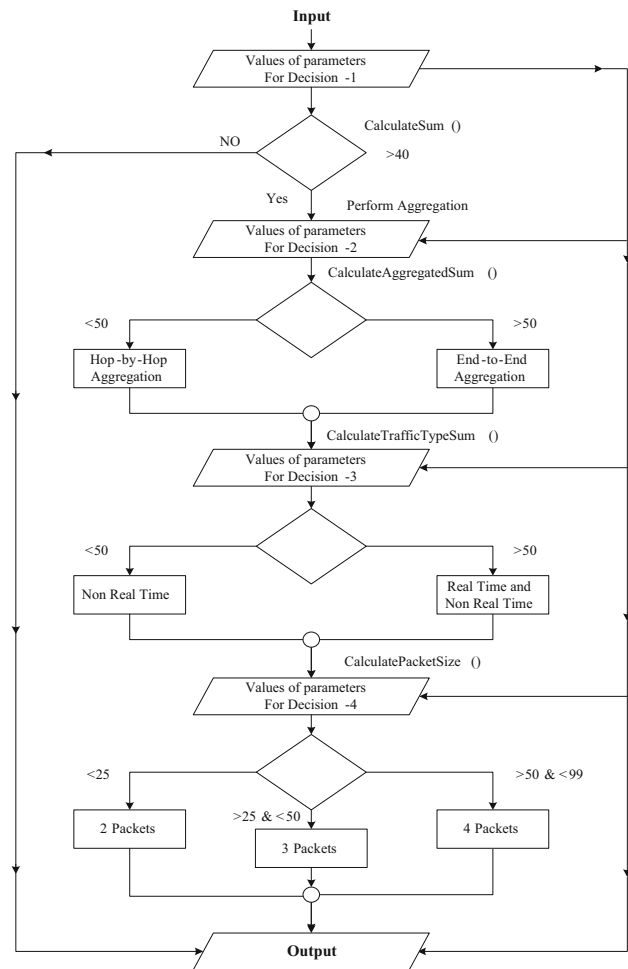 Input
Values of parameters
For Decision -1
CalculateSum ()
NO
>40
Yes
Perform Aggregation
Values of parameters
For Decision -2
CalculateAggregatedSum ()
<50
>50
Hop-by-Hop
Aggregation
End-to-End
Aggregation
CalculateTrafficTypeSum ()
Values of parameters
For Decision -3
<50
>50
Non Real Time
Real Time and
Non Real Time
CalculatePacketSize ()
Values of parameters
For Decision -4
<25
>50 & <99
2 Packets
>25 & <50
3 Packets
4 Packets
Output